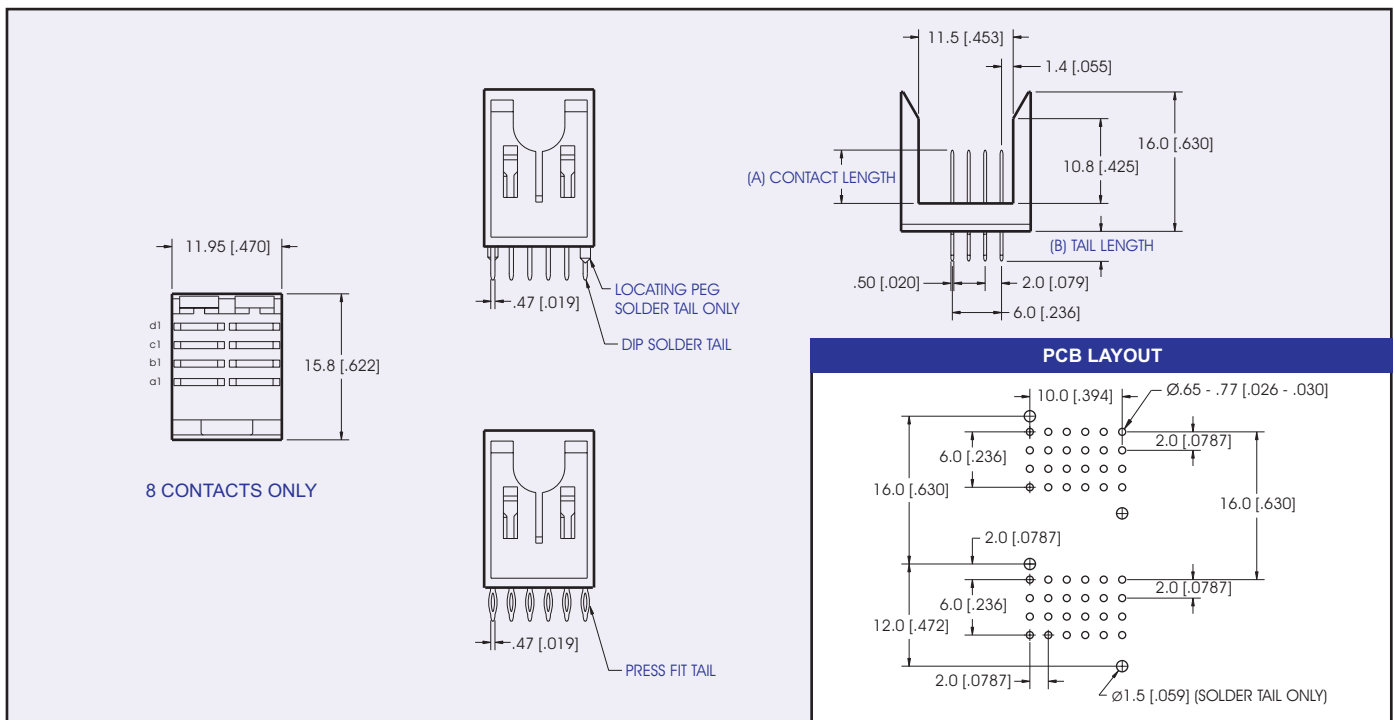 11.95 [.470]
d1
c1
b1
a1
15.8 [.622]
8 CONTACTS ONLY
.47 [.019]
LOCATING PEG
SOLDER TAIL ONLY
DIP SOLDER TAIL
.47 [.019]
PRESS FIT TAIL
11.5 [.453]
1.4 [.055]
16.0 [.630]
10.8 [.425]
(A) CONTACT LENGTH
(B) TAIL LENGTH
.50 [.020]
2.0 [.079]
6.0 [.236]
PCB LAYOUT
10.0 [.394]
Ø.65 - .77 [.026 - .030]
2.0 [.0787]
6.0 [.236]
16.0 [.630]
16.0 [.630]
2.0 [.0787]
2.0 [.0787]
6.0 [.236]
12.0 [.472]
2.0 [.0787]
Ø1.5 [.059] (SOLDER TAIL ONLY)